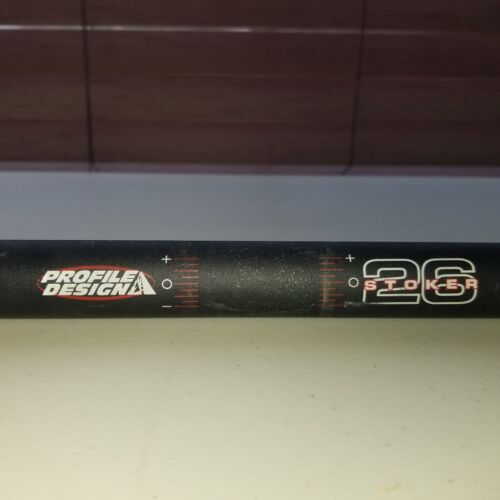 PROFILE
DESIGN
+
O
−
+
O
26
STOKER